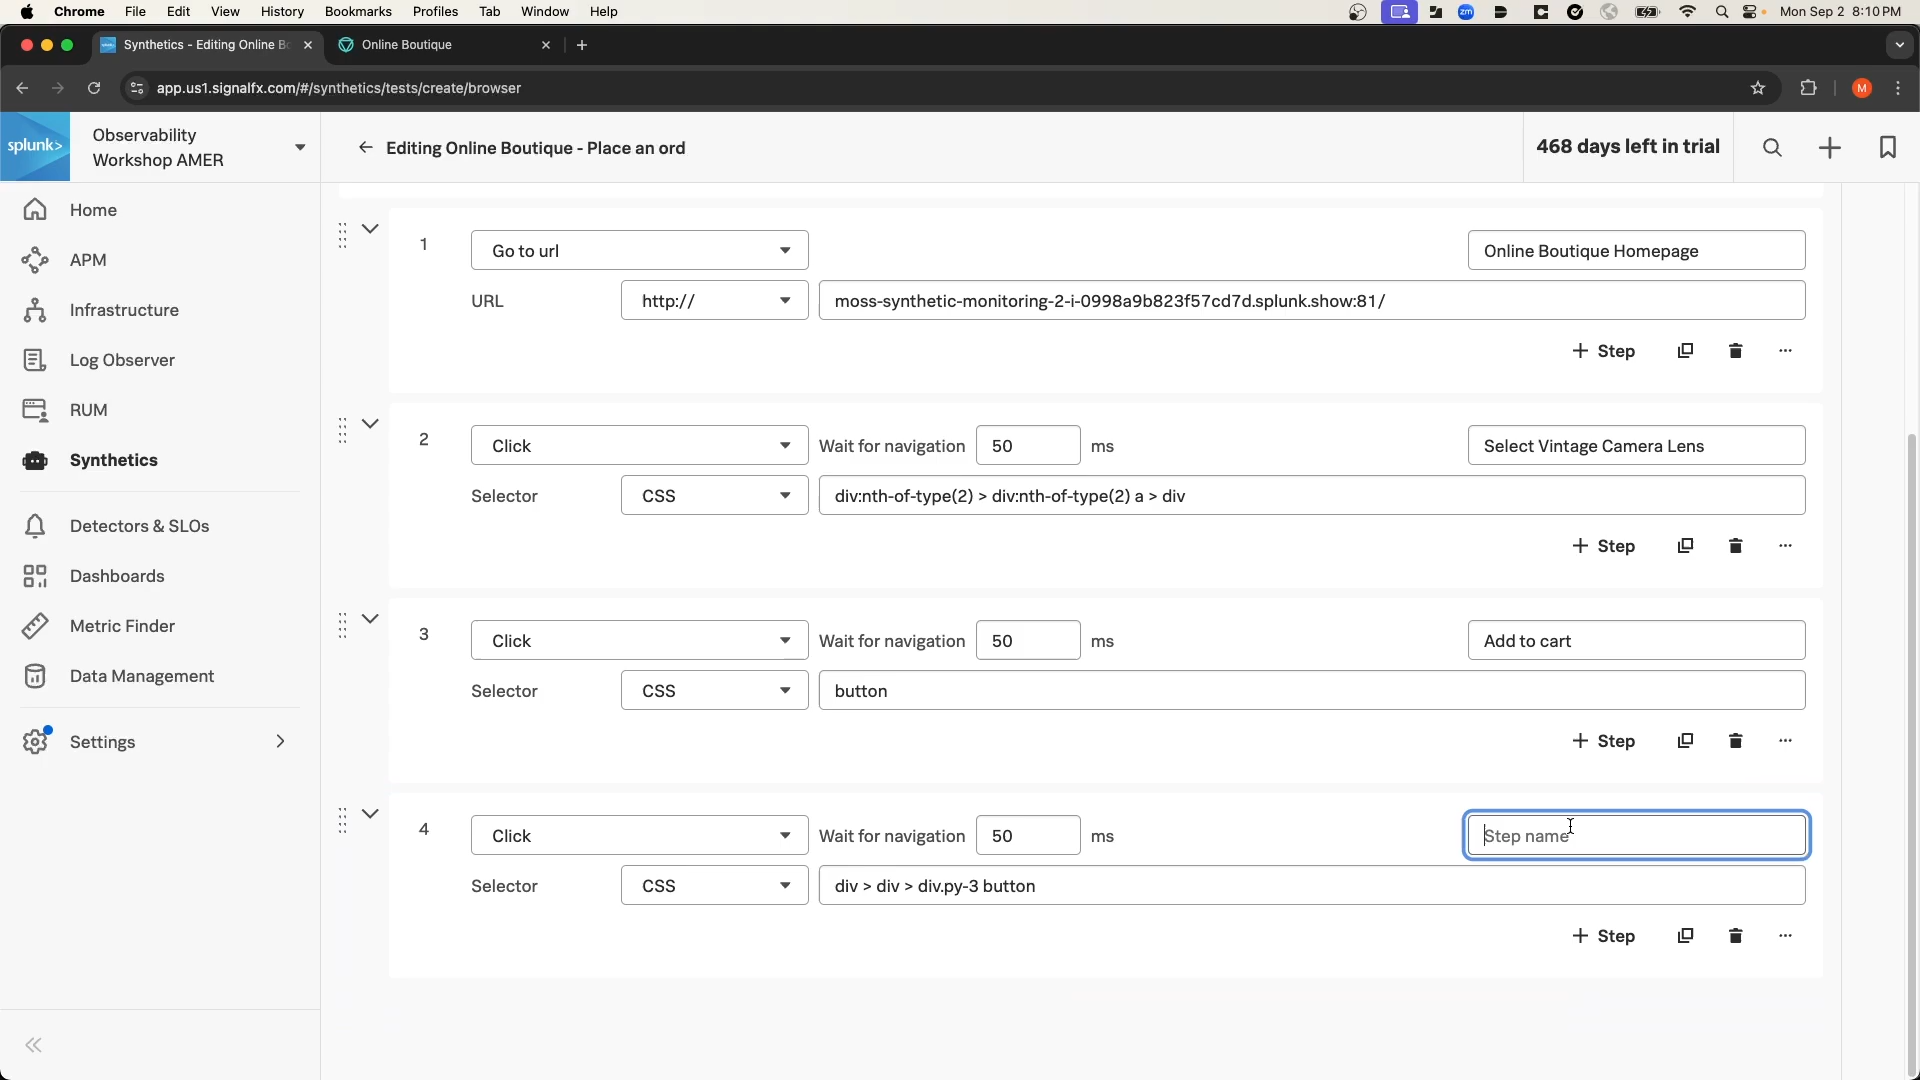 Chrome File Edit View History Bookmarks Profiles Tab Window Help zm Mon Sep 2 8:10 PM
Synthetics - Editing Online Bo Online Boutique
app.us1.signalfx.com/#/synthetics/tests/create/browser M
splunk> Observability Workshop AMER
Editing Online Boutique - Place an ord
468 days left in trial
Home
APM
Infrastructure
Log Observer
RUM
Synthetics
Detectors & SLOs
Dashboards
Metric Finder
Data Management
Settings
1 Go to url Online Boutique Homepage
URL http:// moss-synthetic-monitoring-2-i-0998a9b823f57cd7d.splunk.show:81/
+ Step
2 Click Wait for navigation 50 ms Select Vintage Camera Lens
Selector CSS div:nth-of-type(2) > div:nth-of-type(2) a > div
+ Step
3 Click Wait for navigation 50 ms Add to cart
Selector CSS button
+ Step
4 Click Wait for navigation 50 ms Step name
Selector CSS div > div > div.py-3 button
+ Step